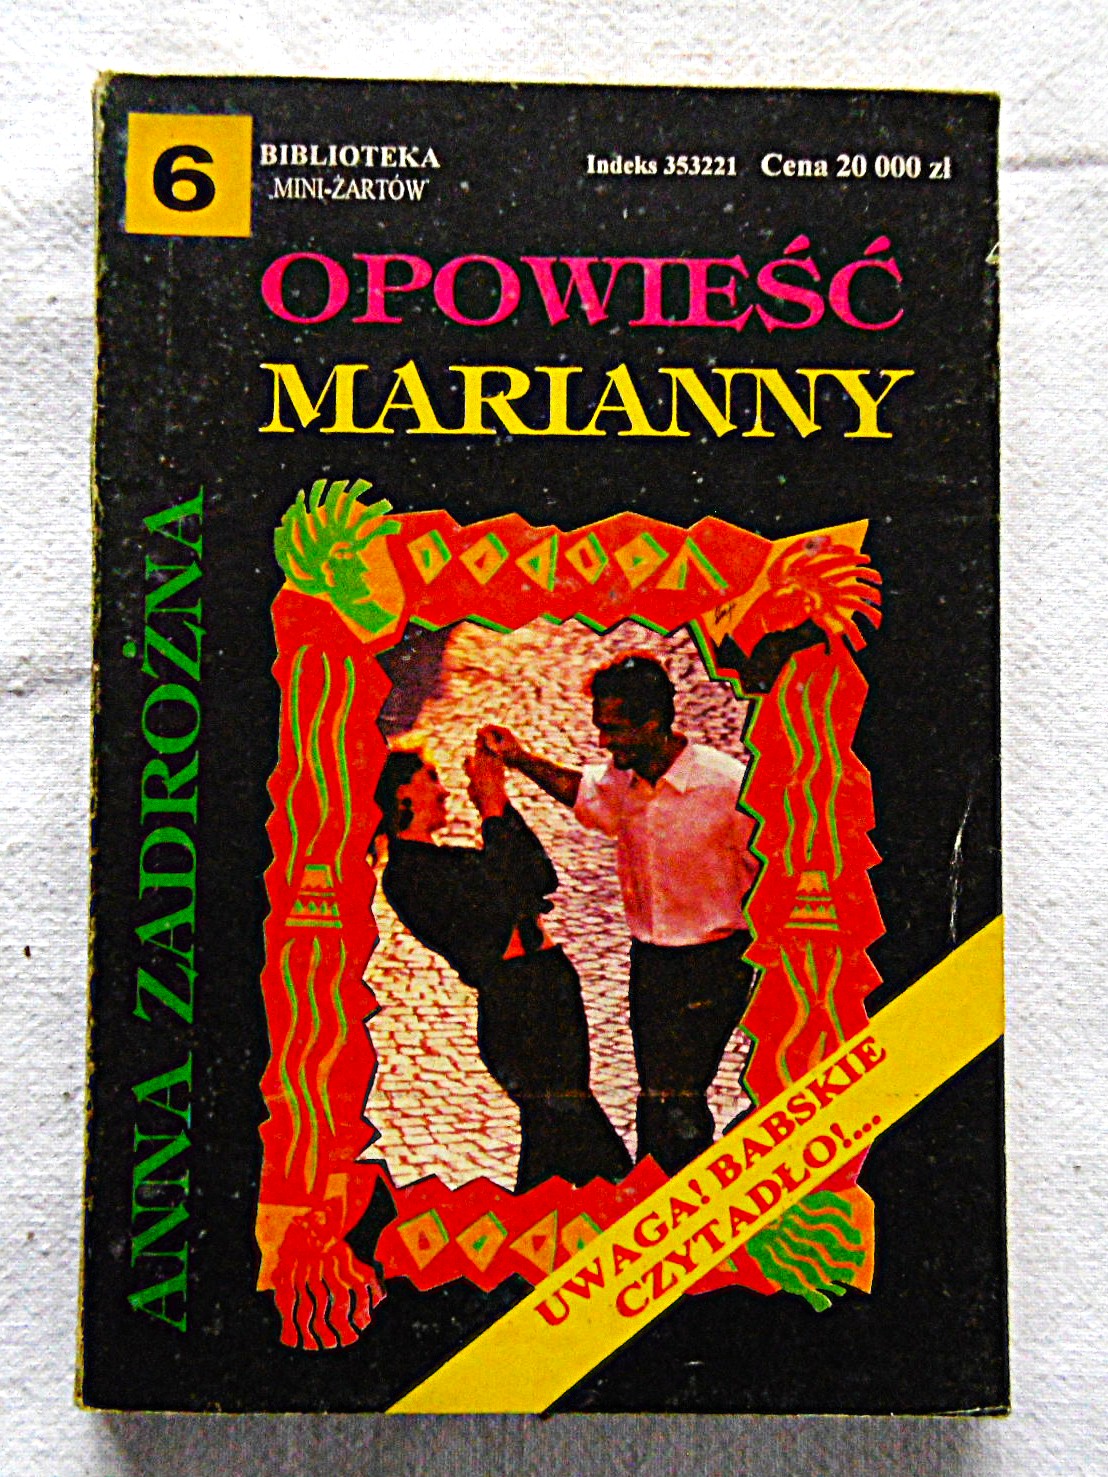 6
BIBLIOTEKA
„MINI-ŻARTÓW”
Indeks 353221 Cena 20 000 zł
OPOWIEŚĆ
MARIANNY
ANNA ZADROŻNA
UWAGA! BABSKIE
CZYTADŁO!...